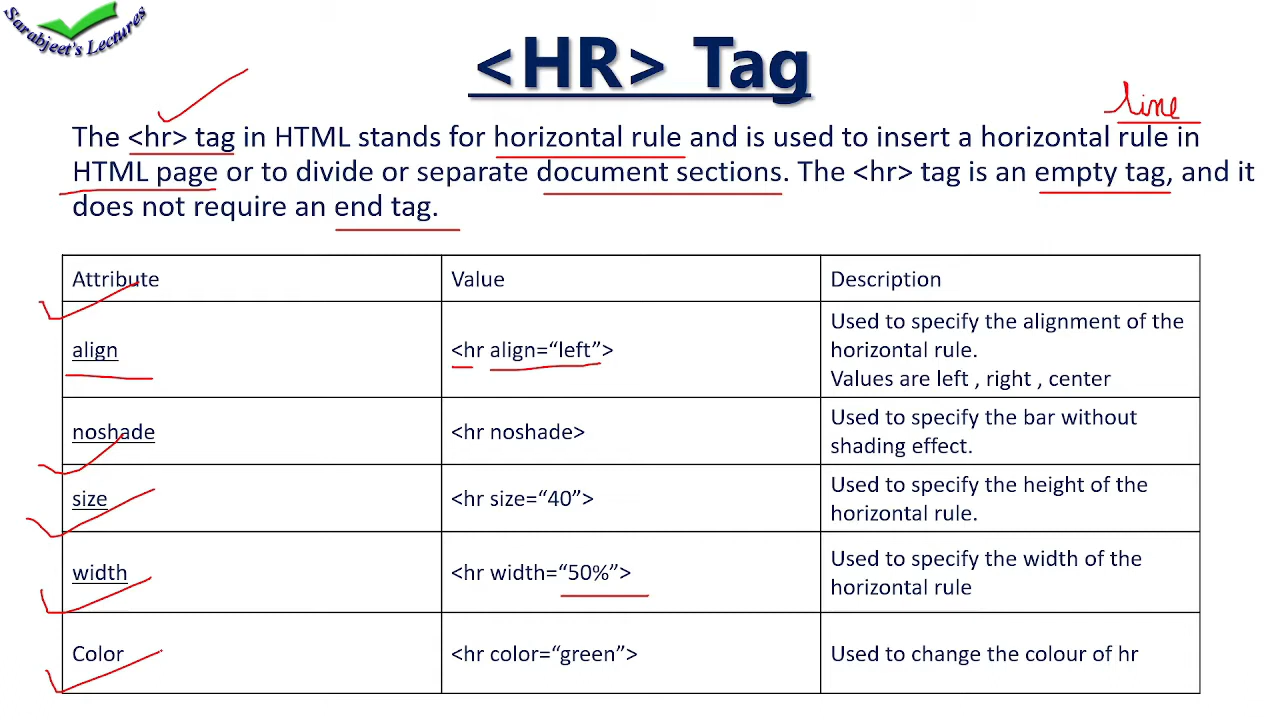 Sarabjeet's Lectures
<HR> Tag
line
The <hr> tag in HTML stands for horizontal rule and is used to insert a horizontal rule in
HTML page or to divide or separate document sections. The <hr> tag is an empty tag, and it
does not require an end tag.
Attribute Value Description
align <hr align=“left”> Used to specify the alignment of the
horizontal rule.
Values are left , right , center
noshade <hr noshade> Used to specify the bar without
shading effect.
size <hr size=“40”> Used to specify the height of the
horizontal rule.
width <hr width=“50%”> Used to specify the width of the
horizontal rule
Color <hr color=“green”> Used to change the colour of hr